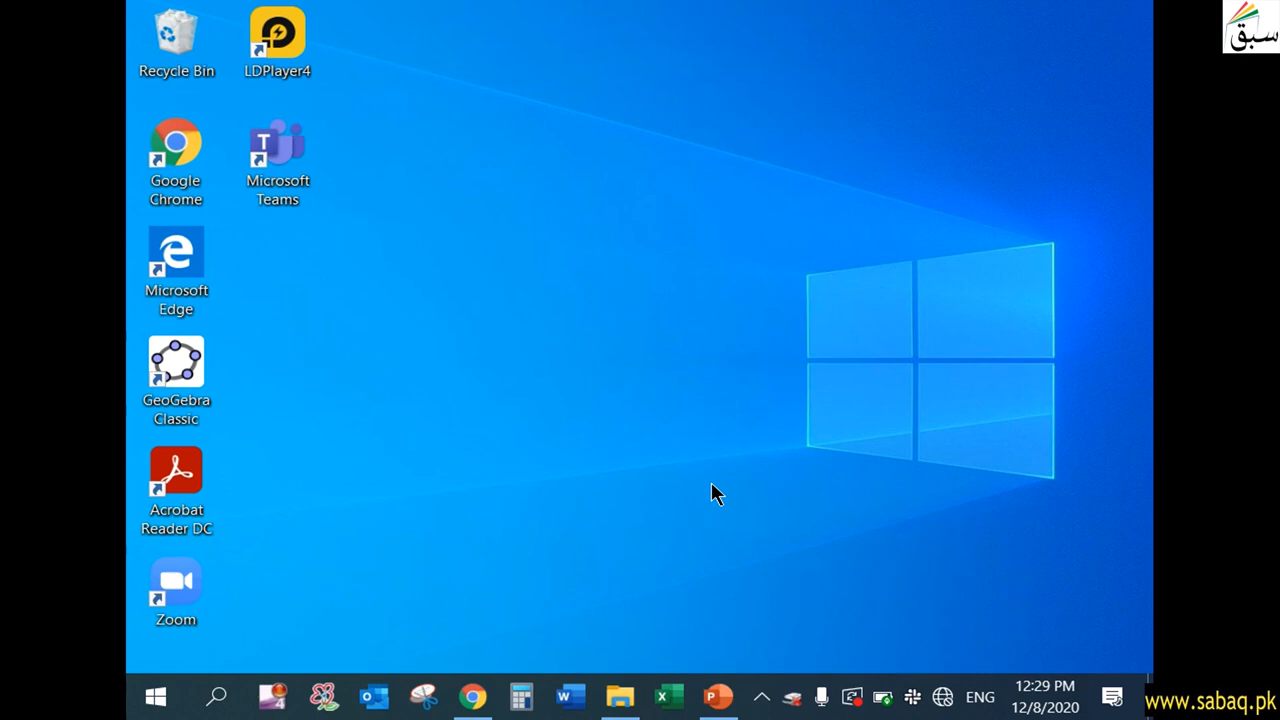 سبق
Recycle Bin
LDPlayer4
Google
Chrome
Microsoft
Teams
Microsoft
Edge
GeoGebra
Classic
Acrobat
Reader DC
Zoom
ENG
12:29 PM
12/8/2020
www.sabaq.pk